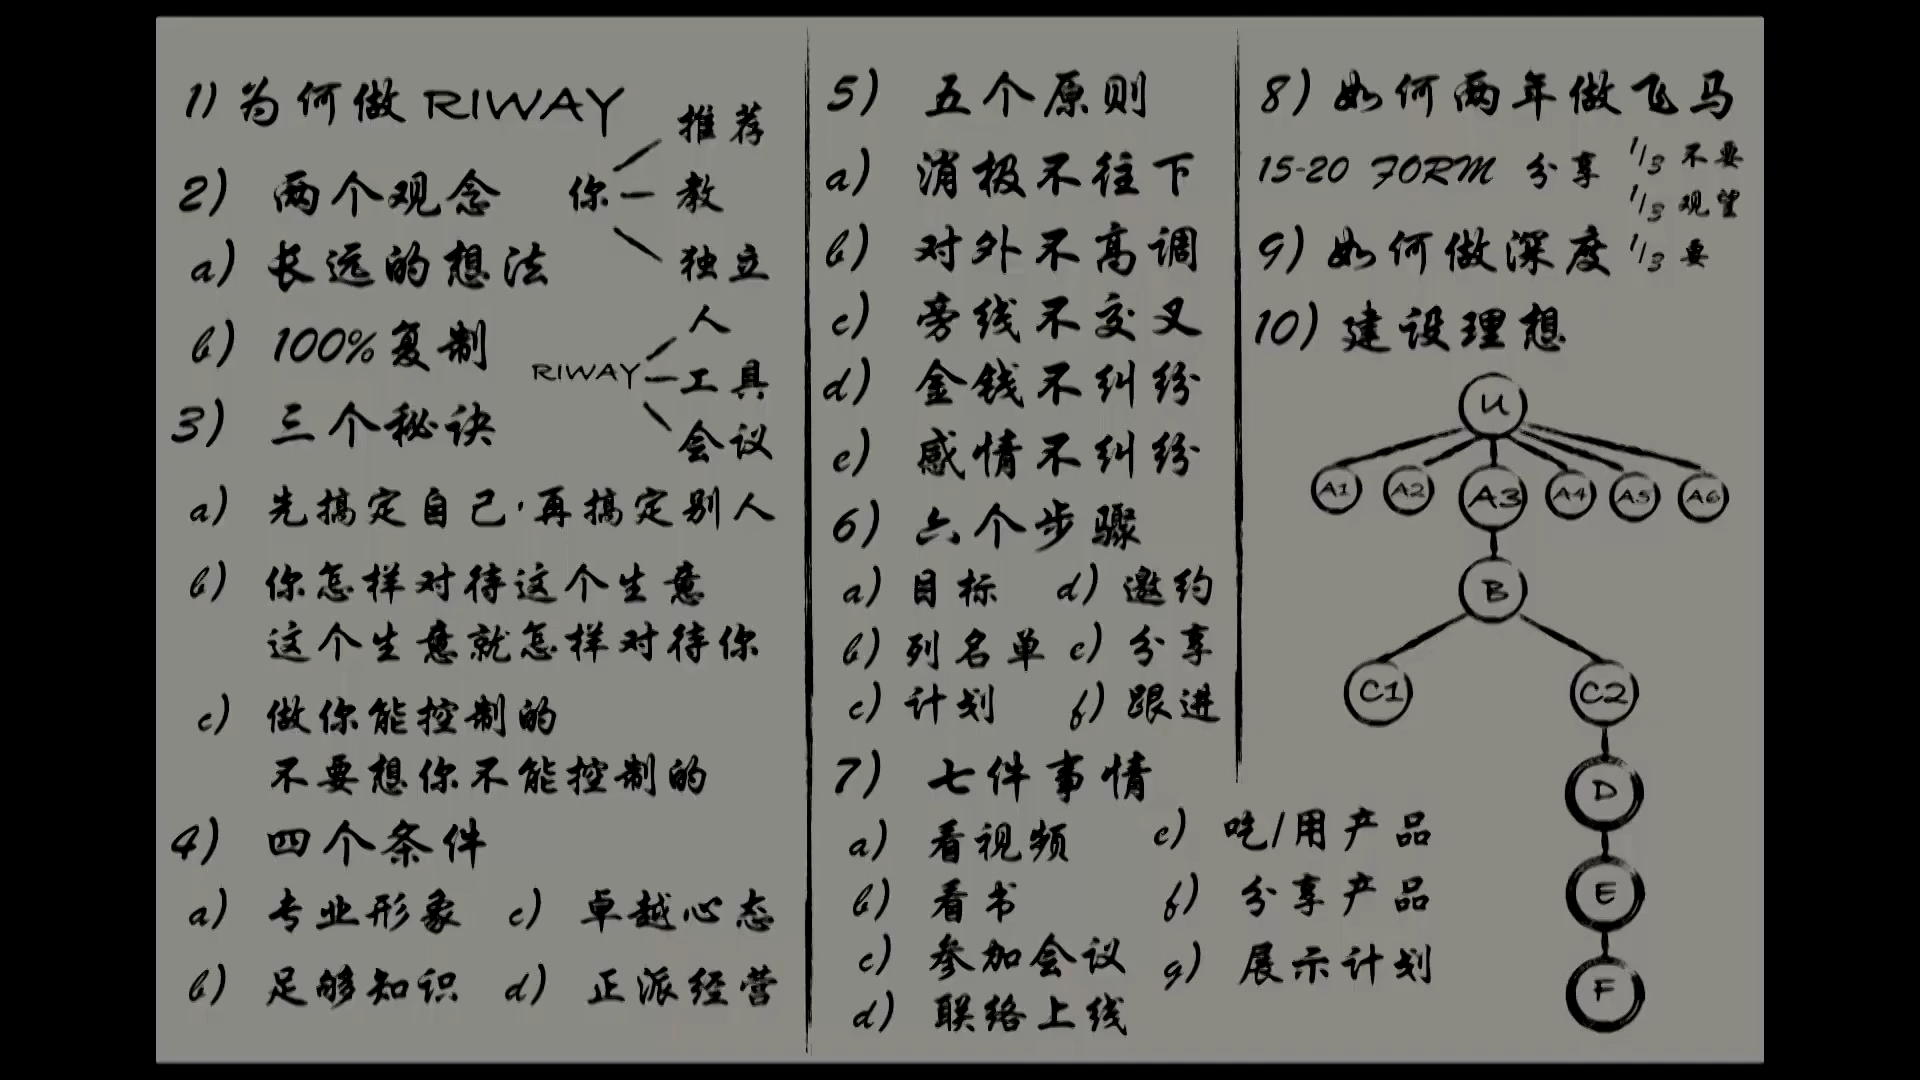 1) 为何做 RIWAY
2) 两个观念
你
推荐
教
独立
a) 长远的想法
b) 100% 复制
RIWAY
人
工具
会议
3) 三个秘诀
a) 先搞定自己·再搞定别人
b) 你怎样对待这个生意
这个生意就怎样对待你
c) 做你能控制的
不要想你不能控制的
4) 四个条件
a) 专业形象 c) 卓越心态
b) 足够知识 d) 正派经营
5) 五个原则
a) 消极不往下
b) 对外不高调
c) 旁线不交叉
d) 金钱不纠纷
e) 感情不纠纷
6) 六个步骤
a) 目标 d) 邀约
b) 列名单 e) 分享
c) 计划 f) 跟进
7) 七件事情
a) 看视频 e) 吃/用产品
b) 看书 f) 分享产品
c) 参加会议 g) 展示计划
d) 联络上线
8) 如何两年做飞马
15-20 FORM 分享
1/3 不要
1/3 观望
1/3 要
9) 如何做深度
10) 建设理想
U
A1 A2 A3 A4 A5 A6
B
C1 C2
D
E
F